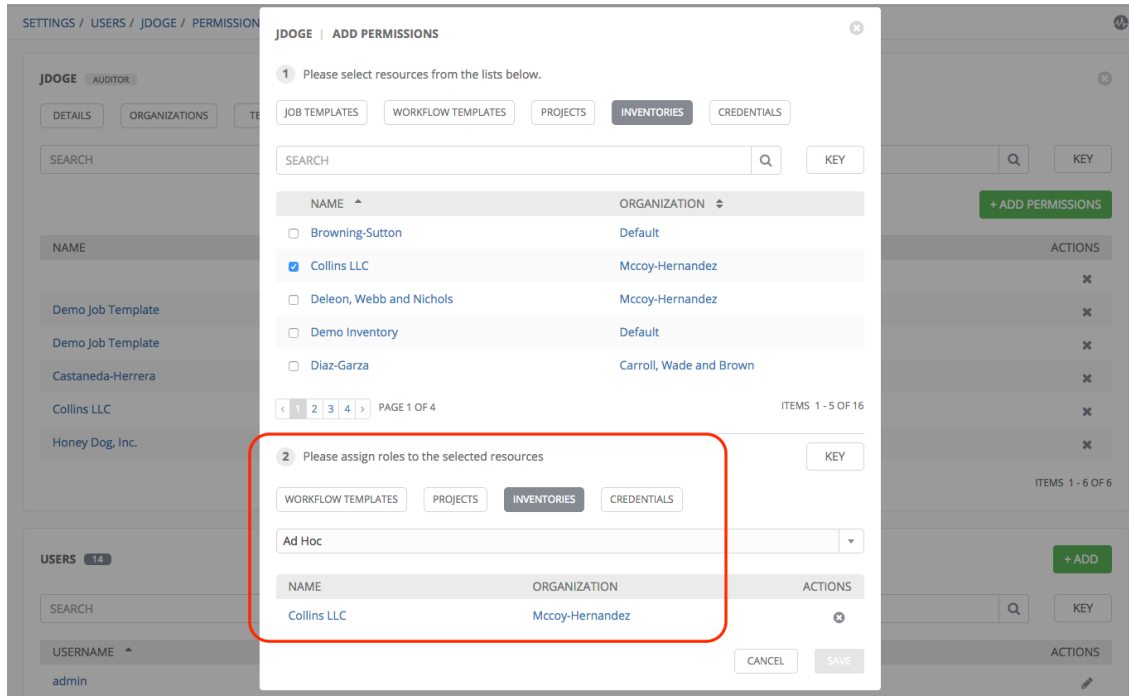 SETTINGS / USERS / JDOGE / PERMISSION
JDOGE | ADD PERMISSIONS
JDOGE AUDITOR
1 Please select resources from the lists below.
DETAILS ORGANIZATIONS TE
JOB TEMPLATES WORKFLOW TEMPLATES PROJECTS INVENTORIES CREDENTIALS
SEARCH KEY
SEARCH KEY
+ ADD PERMISSIONS
NAME ORGANIZATION
Browning-Sutton Default
NAME ACTIONS
Collins LLC Mccoy-Hernandez
Deleon, Webb and Nichols Mccoy-Hernandez
Demo Job Template
Demo Inventory Default
Demo Job Template
Diaz-Garza Carroll, Wade and Brown
Castaneda-Herrera
Collins LLC
< 1 2 3 4 > PAGE 1 OF 4 ITEMS 1 - 5 OF 16
Honey Dog, Inc.
2 Please assign roles to the selected resources KEY
ITEMS 1 - 6 OF 6
WORKFLOW TEMPLATES PROJECTS INVENTORIES CREDENTIALS
Ad Hoc
USERS 14 + ADD
NAME ORGANIZATION ACTIONS
Collins LLC Mccoy-Hernandez
SEARCH KEY
USERNAME ACTIONS
CANCEL SAVE
admin